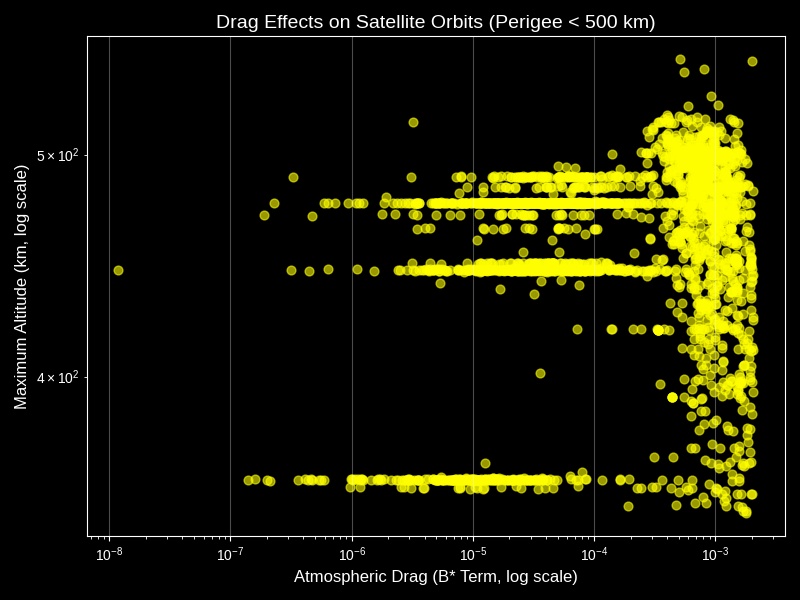 Drag Effects on Satellite Orbits (Perigee < 500 km)
Maximum Altitude (km, log scale)
5 × 10²
4 × 10²
10⁻⁸ 10⁻⁷ 10⁻⁶ 10⁻⁵ 10⁻⁴ 10⁻³
Atmospheric Drag (B* Term, log scale)